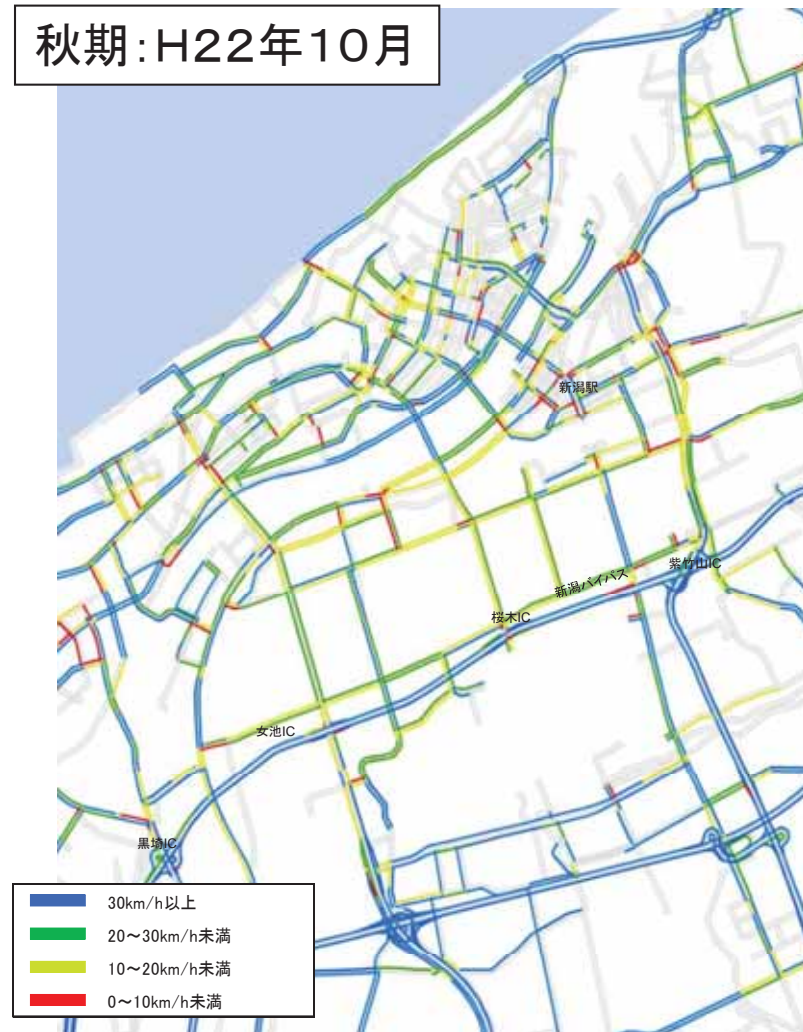 秋期:H22年10月
新潟駅
紫竹山IC
新潟バイパス
桜木IC
女池IC
黒埼IC
30km/h以上
20～30km/h未満
10～20km/h未満
0～10km/h未満